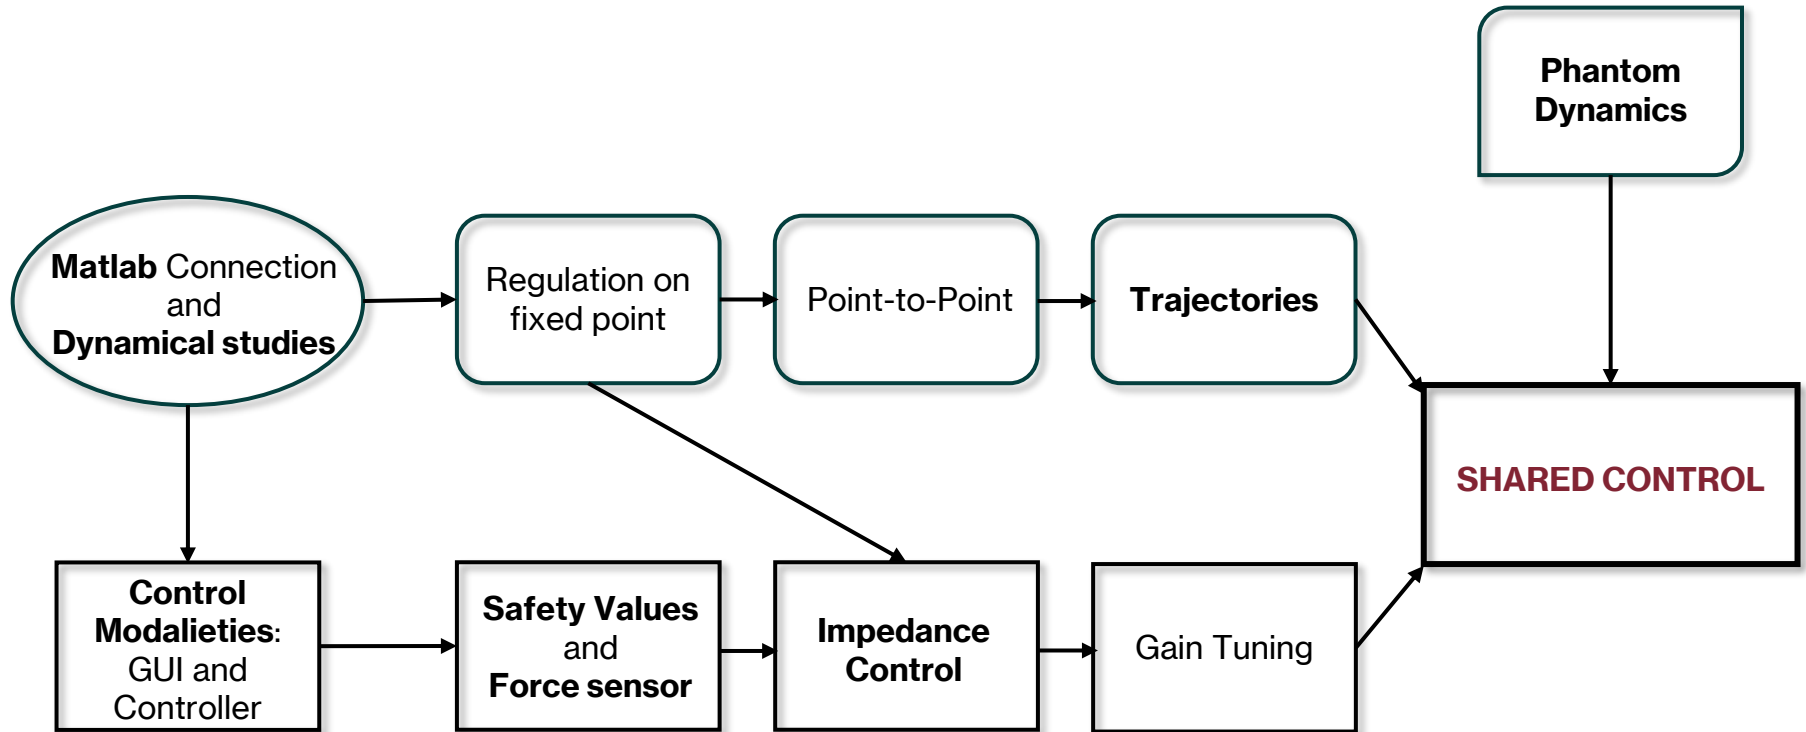 Phantom
Dynamics
Matlab Connection
and
Dynamical studies
Regulation on
fixed point
Point-to-Point
Trajectories
SHARED CONTROL
Control
Modalieties:
GUI and
Controller
Safety Values
and
Force sensor
Impedance
Control
Gain Tuning